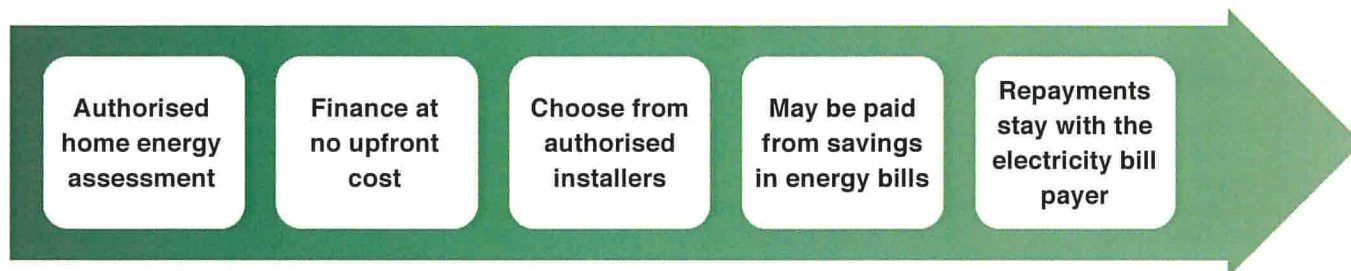 Authorised
home energy
assessment
Finance at
no upfront
cost
Choose from
authorised
installers
May be paid
from savings
in energy bills
Repayments
stay with the
electricity bill
payer